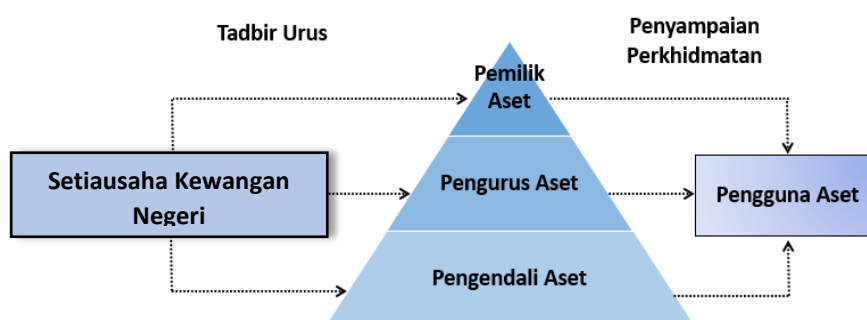 Tadbir Urus
Penyampaian
Perkhidmatan
Pemilik
Aset
Setiausaha Kewangan
Negeri
Pengurus Aset
Pengguna Aset
Pengendali Aset